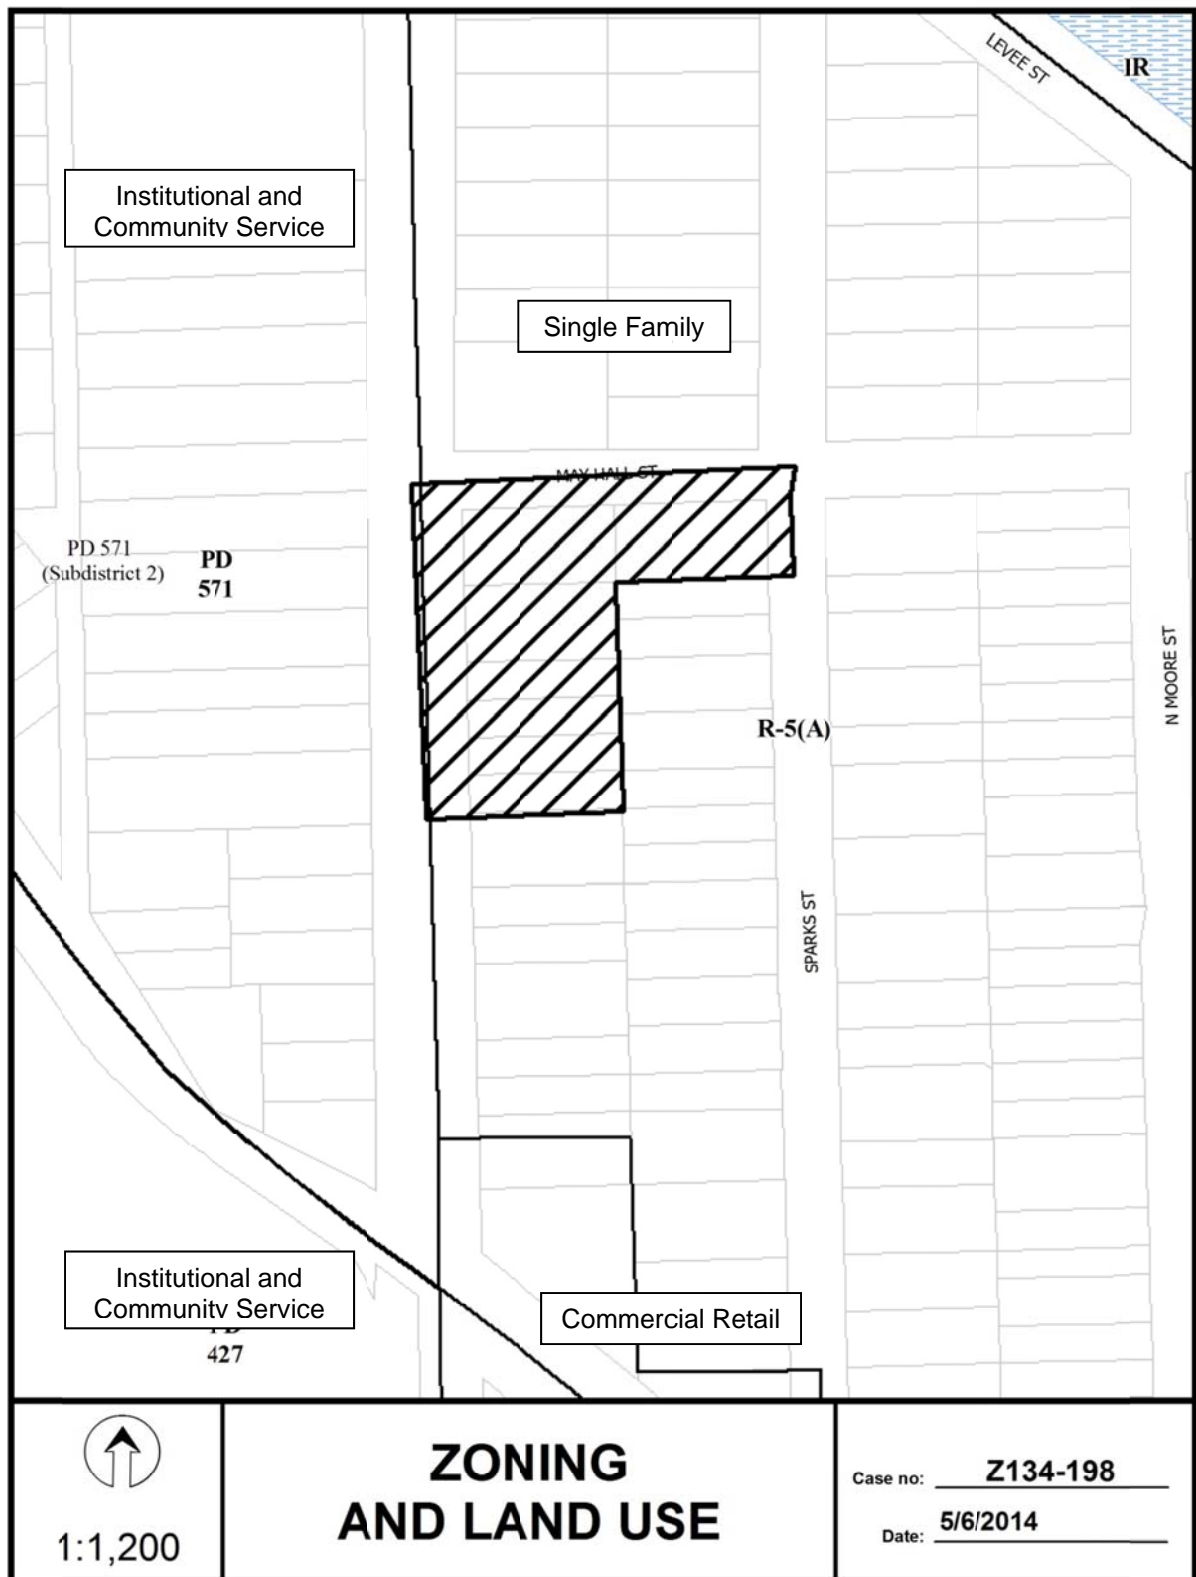 LEVEE ST
IR
Institutional and
Community Service
Single Family
MAY HALL ST
PD 571
(Subdistrict 2)
PD
571
N MOORE ST
R-5(A)
SPARKS ST
Institutional and
Community Service
PD
427
Commercial Retail
1:1,200
ZONING
AND LAND USE
Case no: Z134-198
Date: 5/6/2014